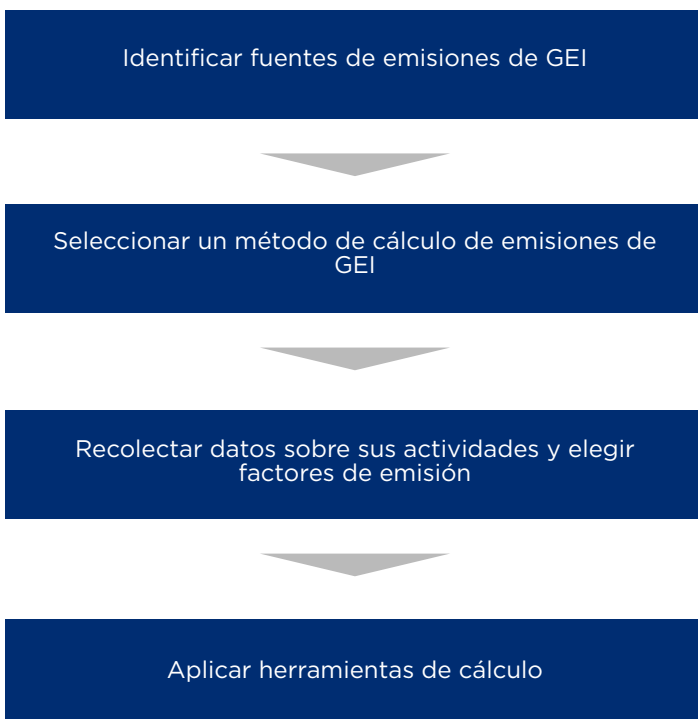 Identificar fuentes de emisiones de GEI
Seleccionar un método de cálculo de emisiones de
GEI
Recolectar datos sobre sus actividades y elegir
factores de emisión
Aplicar herramientas de cálculo